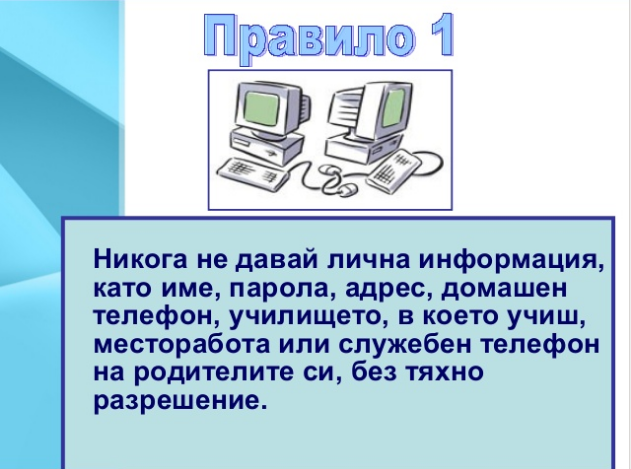 Правило 1
Никога не давай лична информация,
като име, парола, адрес, домашен
телефон, училището, в което учиш,
месторабота или служебен телефон
на родителите си, без тяхно
разрешение.